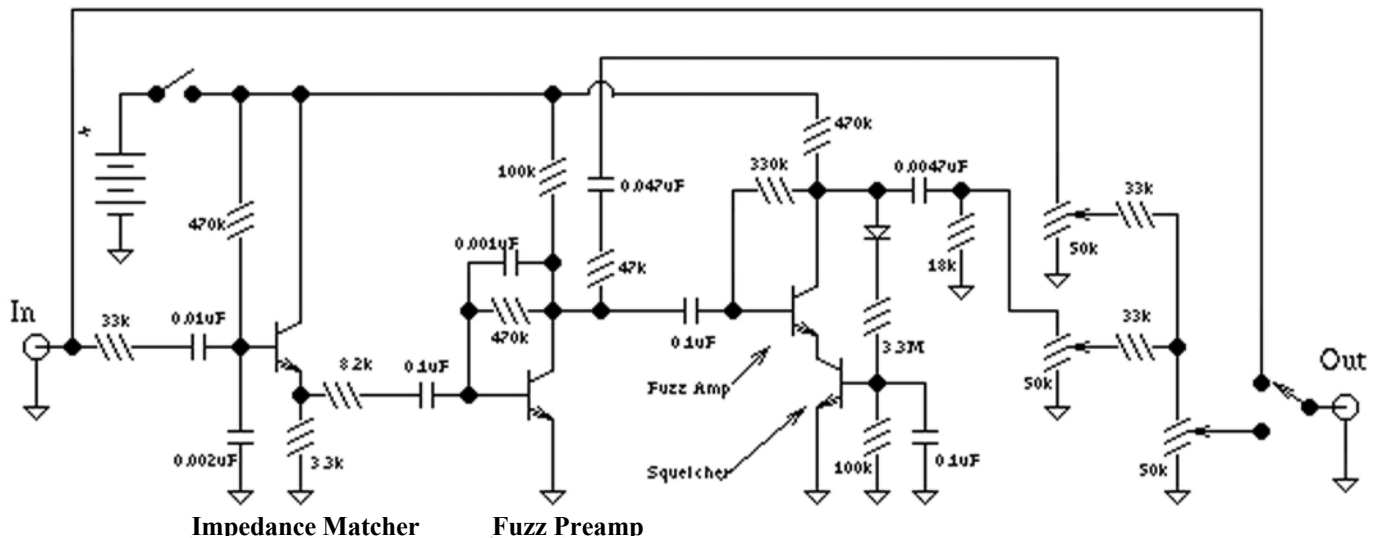 470k
100k
0.047uF
330k
0.0047uF
33k
470k
0.001uF
47k
18k
50k
In
33k
0.01uF
470k
0.1uF
3.3M
33k
Out
8.2k
0.1uF
Fuzz Amp
50k
0.002uF
3.3k
Squelcher
100k
0.1uF
50k
Impedance Matcher
Fuzz Preamp